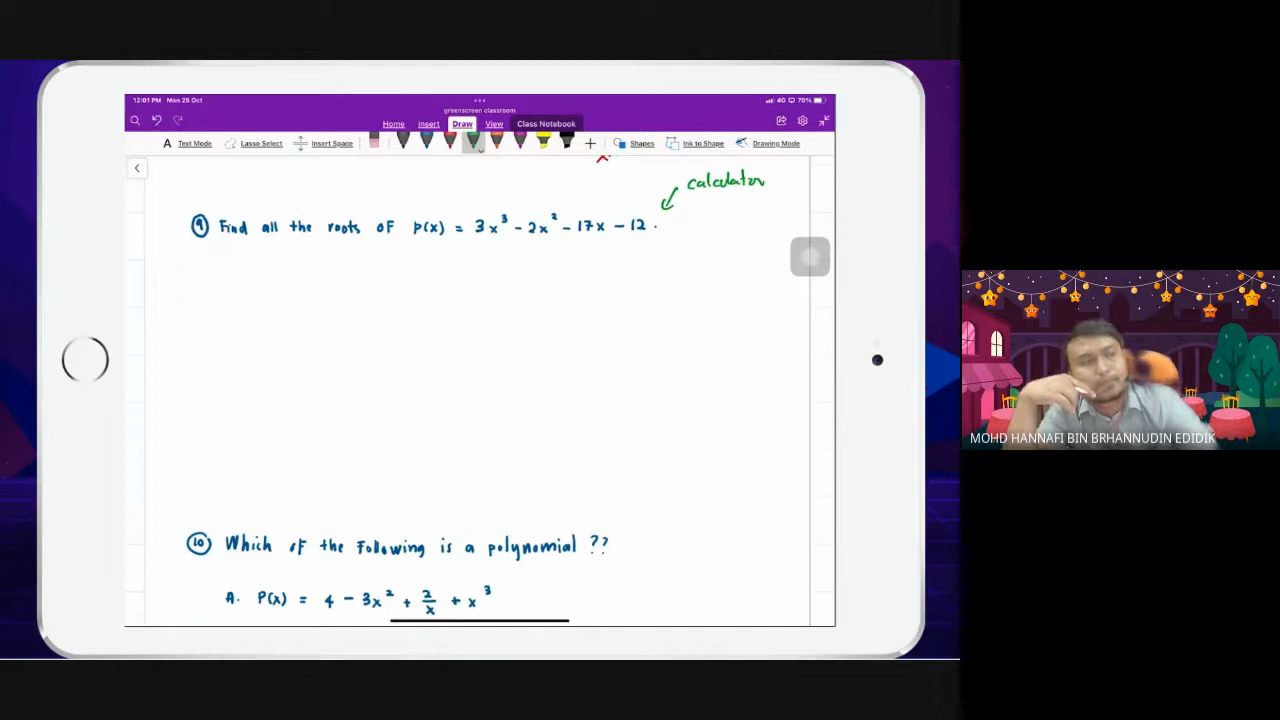 12:01 PM Mon 25 Oct
4G 70%
greenscreen classroom
Home Insert Draw View Class Notebook
A Text Mode Lasso Select Insert Space Shapes Ink to Shape Drawing Mode
calculator
9 Find all the roots of P(x) = 3x³ - 2x² - 17x - 12.
10 Which of the following is a polynomial ??
A. P(x) = 4 - 3x² + 2/x + x³
MOHD HANNAFI BIN BRHANNUDIN EDIDIK